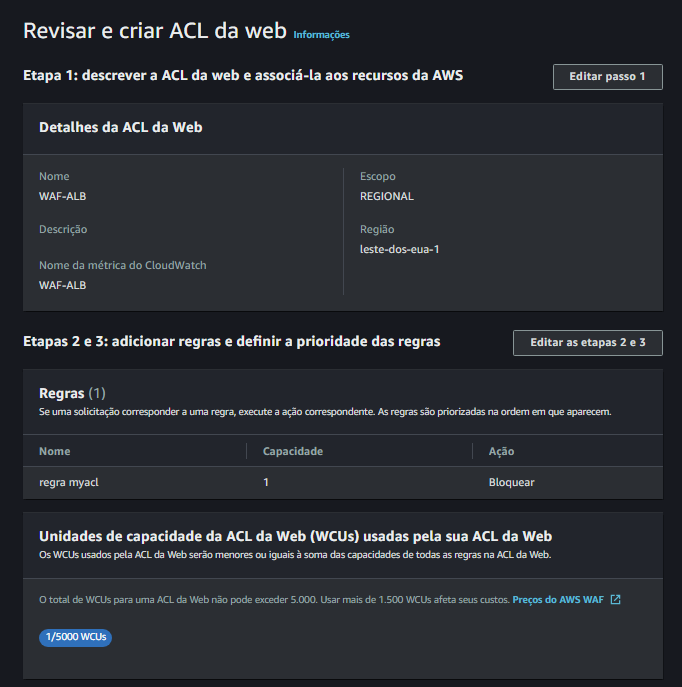 Revisar e criar ACL da web Informações
Etapa 1: descrever a ACL da web e associá-la aos recursos da AWS
Editar passo 1
Detalhes da ACL da Web
Nome
WAF-ALB
Escopo
REGIONAL
Descrição
Região
leste-dos-eua-1
Nome da métrica do CloudWatch
WAF-ALB
Etapas 2 e 3: adicionar regras e definir a prioridade das regras
Editar as etapas 2 e 3
Regras (1)
Se uma solicitação corresponder a uma regra, execute a ação correspondente. As regras são priorizadas na ordem em que aparecem.
Nome Capacidade Ação
regra myacl 1 Bloquear
Unidades de capacidade da ACL da Web (WCUs) usadas pela sua ACL da Web
Os WCUs usados pela ACL da Web serão menores ou iguais à soma das capacidades de todas as regras na ACL da Web.
O total de WCUs para uma ACL da Web não pode exceder 5.000. Usar mais de 1.500 WCUs afeta seus custos. Preços do AWS WAF
1/5000 WCUs